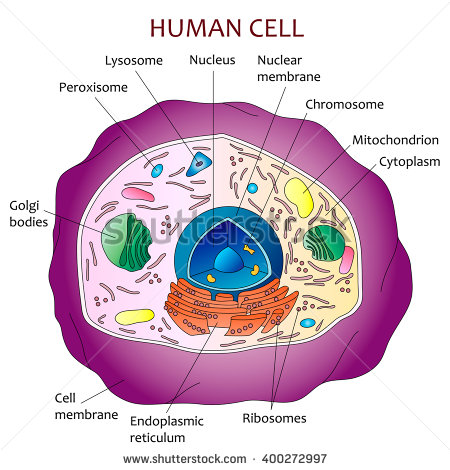 HUMAN CELL
Lysosome
Nucleus
Nuclear
membrane
Peroxisome
Chromosome
Mitochondrion
Cytoplasm
Golgi
bodies
shutterstock
Cell
membrane
Endoplasmic
reticulum
Ribosomes
www.shutterstock.com · 400272997